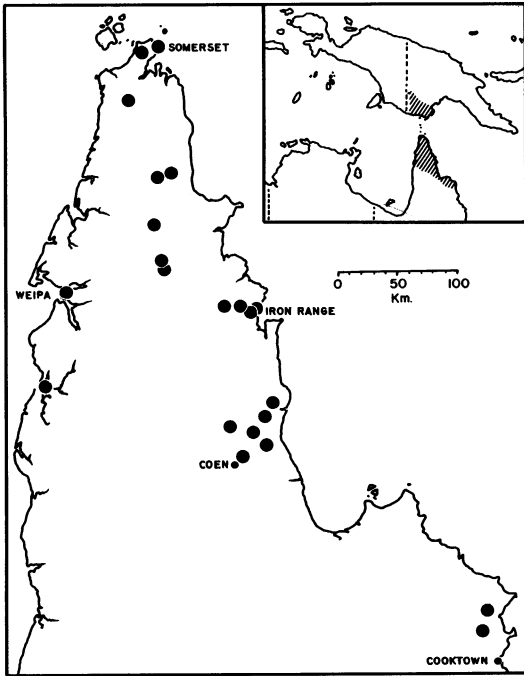 SOMERSET
0 50 100
Km.
WEIPA
IRON RANGE
COEN
COOKTOWN